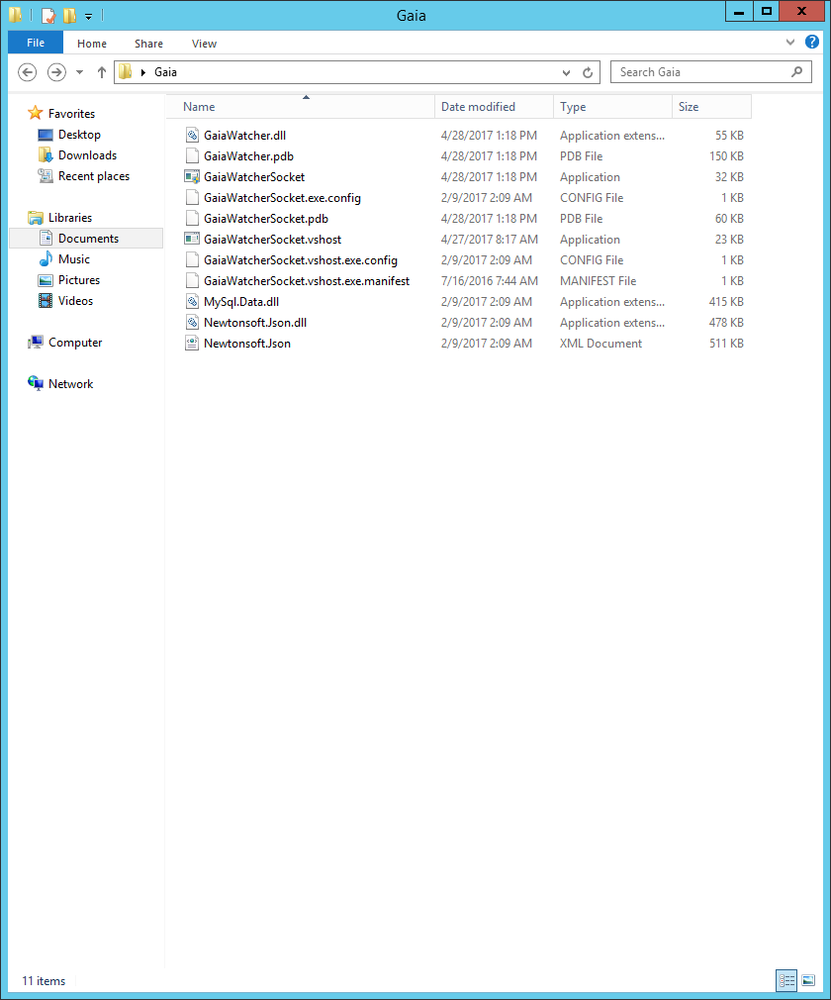 Gaia
File Home Share View
Gaia Search Gaia
Favorites
Desktop
Downloads
Recent places
Libraries
Documents
Music
Pictures
Videos
Computer
Network
Name Date modified Type Size
GaiaWatcher.dll 4/28/2017 1:18 PM Application extens... 55 KB
GaiaWatcher.pdb 4/28/2017 1:18 PM PDB File 150 KB
GaiaWatcherSocket 4/28/2017 1:18 PM Application 32 KB
GaiaWatcherSocket.exe.config 2/9/2017 2:09 AM CONFIG File 1 KB
GaiaWatcherSocket.pdb 4/28/2017 1:18 PM PDB File 60 KB
GaiaWatcherSocket.vshost 4/27/2017 8:17 AM Application 23 KB
GaiaWatcherSocket.vshost.exe.config 2/9/2017 2:09 AM CONFIG File 1 KB
GaiaWatcherSocket.vshost.exe.manifest 7/16/2016 7:44 AM MANIFEST File 1 KB
MySql.Data.dll 2/9/2017 2:09 AM Application extens... 415 KB
Newtonsoft.Json.dll 2/9/2017 2:09 AM Application extens... 478 KB
Newtonsoft.Json 2/9/2017 2:09 AM XML Document 511 KB
11 items